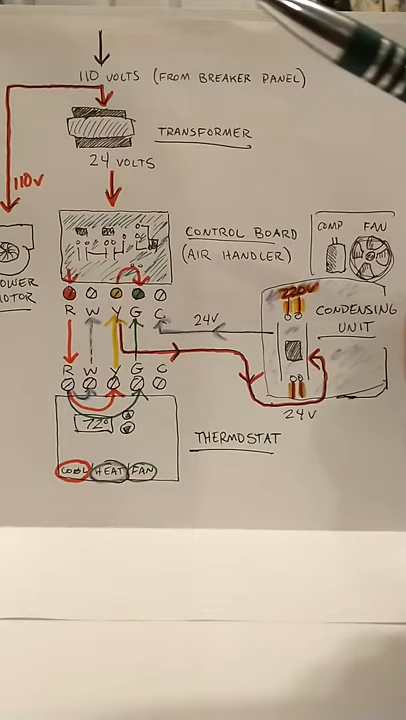 110 VOLTS (FROM BREAKER PANEL)
TRANSFORMER
24 VOLTS
110V
CONTROL BOARD
(AIR HANDLER)
COMP FAN
OWER
OTOR
R W Y G C
24V
220V
CONDENSING
UNIT
R W Y G C
24V
72°
THERMOSTAT
COOL HEAT FAN